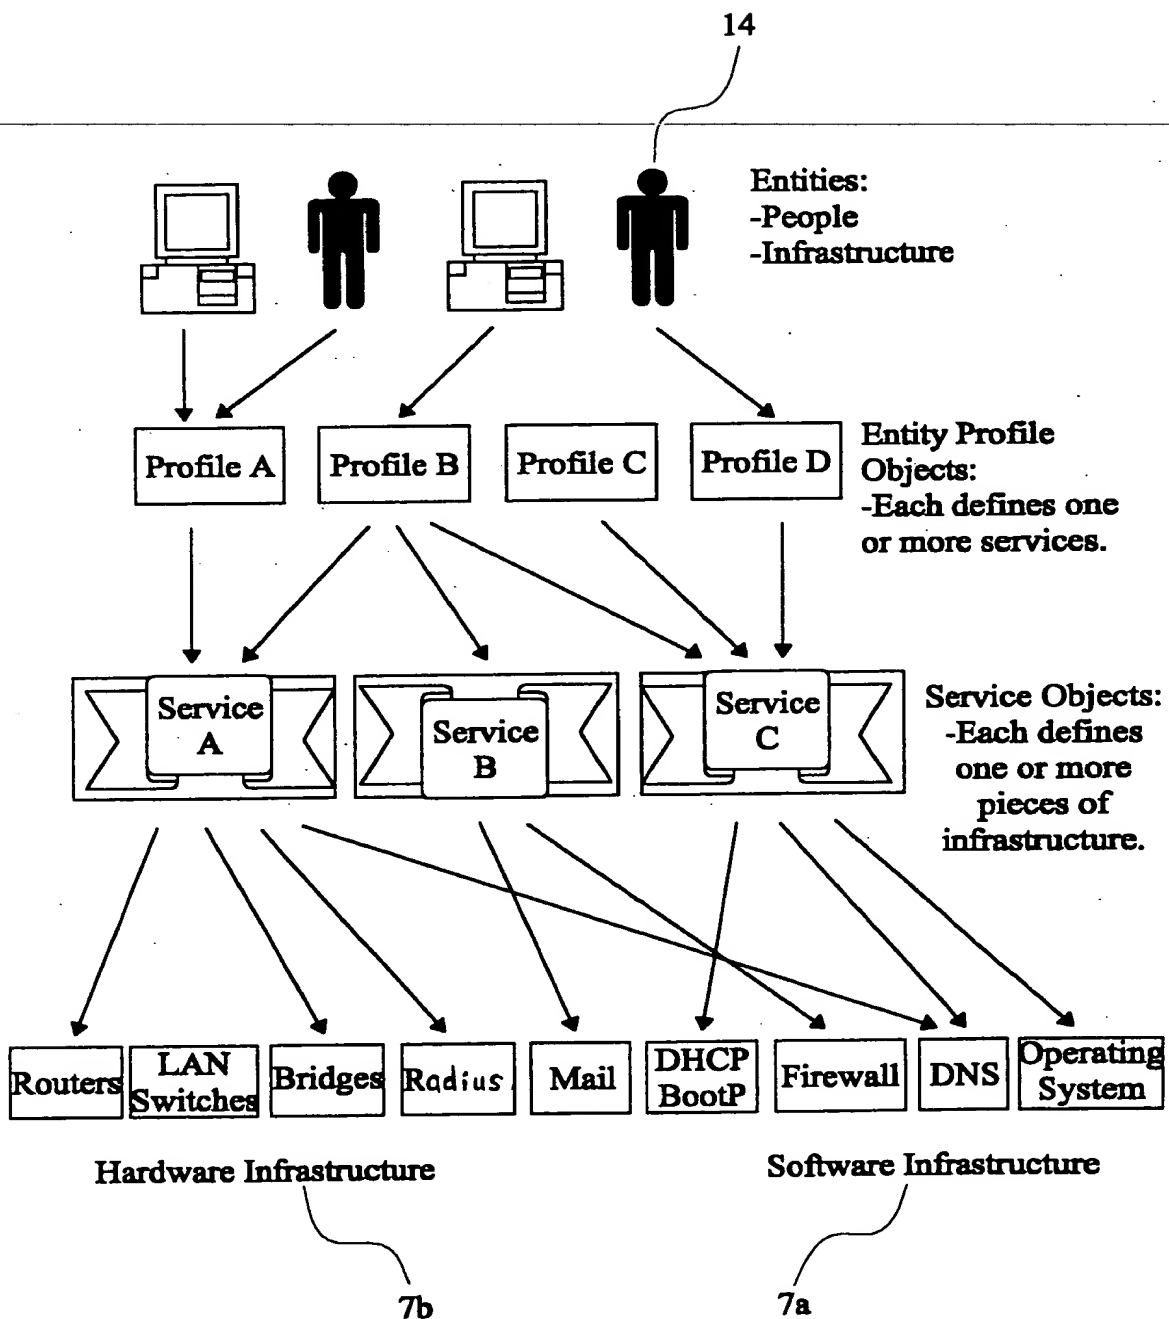 14
Entities:
-People
-Infrastructure
Profile A
Profile B
Profile C
Profile D
Entity Profile
Objects:
-Each defines one
or more services.
Service
A
Service
B
Service
C
Service Objects:
-Each defines
one or more
pieces of
infrastructure.
Routers
LAN
Switches
Bridges
Radius
Mail
DHCP
BootP
Firewall
DNS
Operating
System
Hardware Infrastructure
Software Infrastructure
7b
7a